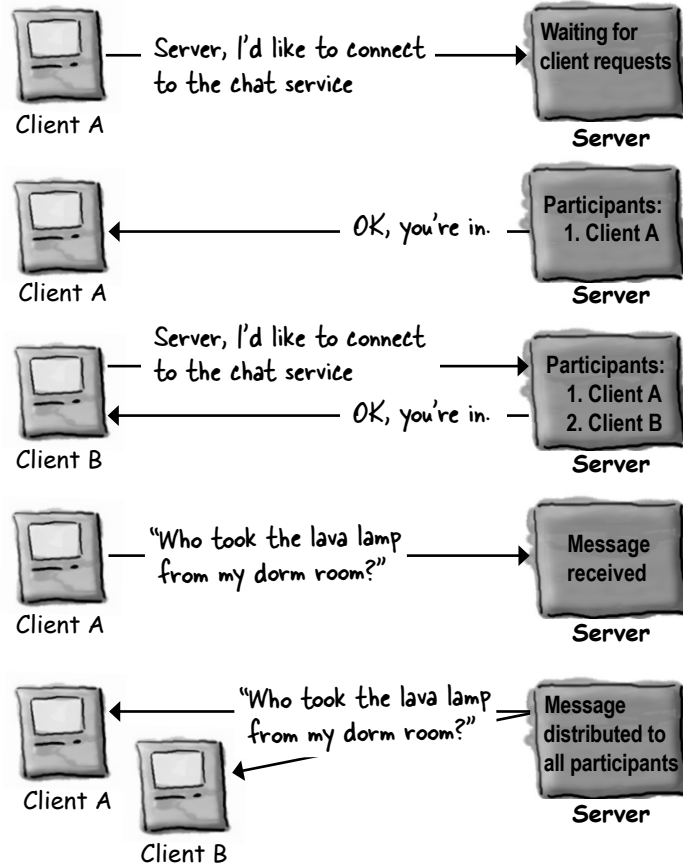 Server, I'd like to connect
to the chat service
Waiting for
client requests
Client A
Server
OK, you're in.
Participants:
1. Client A
Client A
Server
Server, I'd like to connect
to the chat service
OK, you're in.
Participants:
1. Client A
2. Client B
Client B
Server
"Who took the lava lamp
from my dorm room?"
Message
received
Client A
Server
"Who took the lava lamp
from my dorm room?"
Message
distributed to
all participants
Client A
Client B
Server